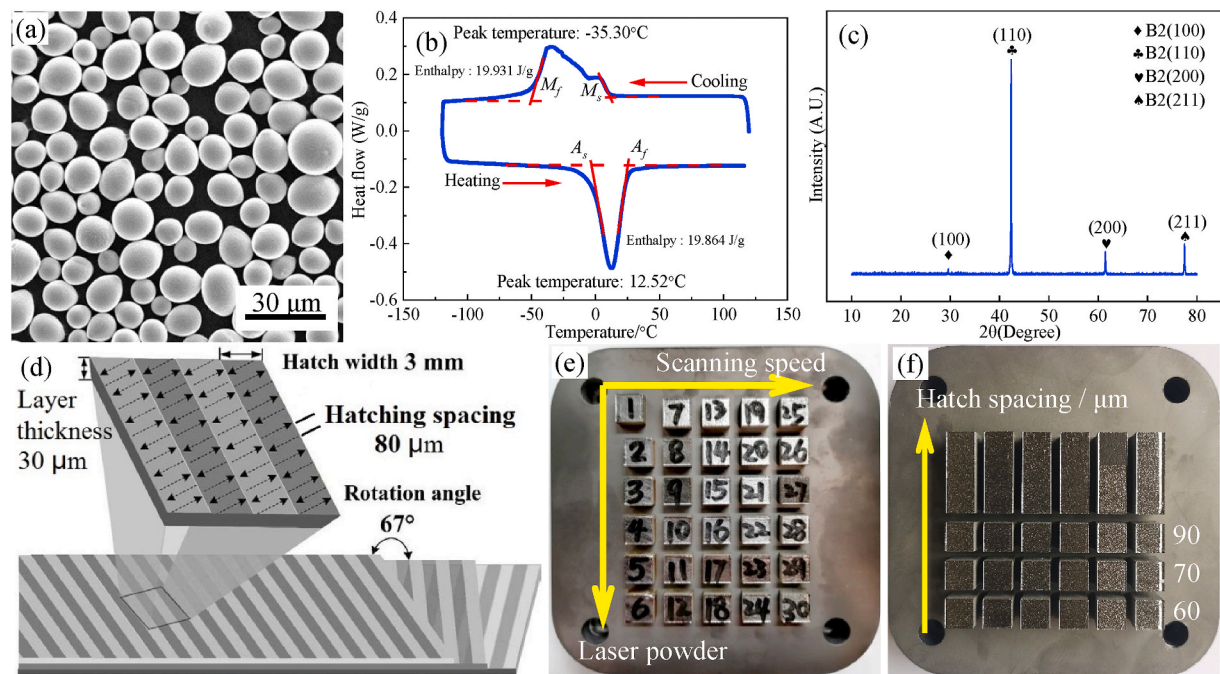 (a)
30 μm
(b)
Peak temperature: -35.30°C
Enthalpy : 19.931 J/g
Cooling
M_f
M_s
A_s
A_f
Heating
Enthalpy : 19.864 J/g
Peak temperature: 12.52°C
Heat flow (W/g)
0.4
0.2
0.0
-0.2
-0.4
-0.6
-150 -100 -50 0 50 100 150
Temperature/°C
(c)
♦ B2(100)
♣ B2(110)
♥ B2(200)
♠ B2(211)
(110)
(100)
(200)
(211)
♦
♣
♥
♠
Intensity (A.U.)
10 20 30 40 50 60 70 80
2θ(Degree)
(d)
Hatch width 3 mm
Layer
thickness
30 μm
Hatching spacing
80 μm
Rotation angle
67°
(e)
Scanning speed
1 7 13 19 25
2 8 14 20 26
3 9 15 21 27
4 10 16 22 28
5 11 17 23 29
6 12 18 24 30
Laser powder
(f)
Hatch spacing / μm
90
70
60